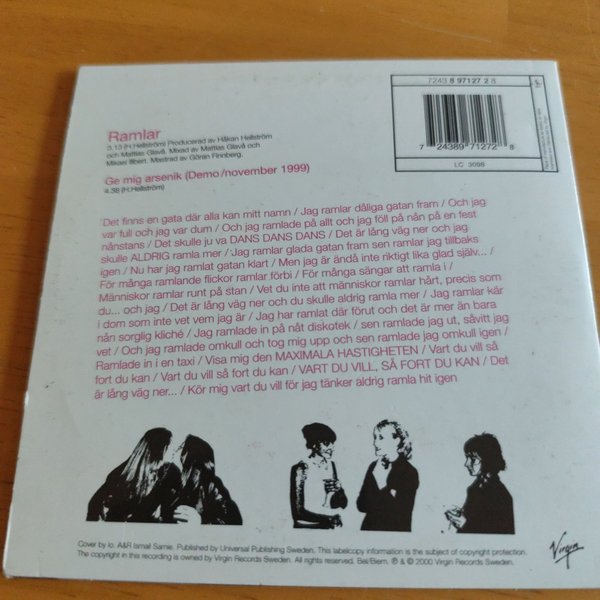 7243 8 97127 2 8
7 24389 71272 8
LC 3098
Ramlar
3.13 (H.Hellström) Producerad av Håkan Hellström
och Mattias Glavå. Mixad av Mattias Glavå och
Mikael Illberi. Mastrad av Göran Finnberg.
Ge mig arsenik (Demo/november 1999)
4.38 (H.Hellström)
Det finns en gata där alla kan mitt namn / Jag ramlar dåliga gatan fram / Och jag
var full och jag var dum / Och jag ramlade på allt och jag föll på nån på en fest
nånstans / Det skulle ju va DANS DANS DANS / Det är lång väg ner och jag
skulle ALDRIG ramla mer / Jag ramlar glada gatan fram sen ramlar jag tillbaks
igen / Nu har jag ramlat gatan klart / Men jag är ändå inte riktigt lika glad själv... /
För många ramlande flickor ramlar förbi / För många sängar att ramla i /
Människor ramlar runt på stan / Vet du inte att människor ramlar hårt, precis som
du... och jag / Det är lång väg ner och du skulle aldrig ramla mer / Jag ramlar kär
i dom som inte vet vem jag är / Jag har ramlat där förut och det är mer än bara
nån sorglig kliché / Jag ramlade in på nåt diskotek / sen ramlade jag ut, såvitt jag
vet / Och jag ramlade omkull och tog mig upp och sen ramlade jag omkull igen /
Ramlade in i en taxi / Visa mig den MAXIMALA HASTIGHETEN / Vart du vill så
fort du kan / Vart du vill så fort du kan / VART DU VILL, SÅ FORT DU KAN / Det
är lång väg ner... / Kör mig vart du vill för jag tänker aldrig ramla hit igen
Cover by Io. A&R Ismail Samie. Published by Universal Publishing Sweden. This labelcopy information is the subject of copyright protection.
The copyright in this recording is owned by Virgin Records Sweden. All rights reserved. Bel/Biem. ℗ & © 2000 Virgin Records Sweden.
Virgin